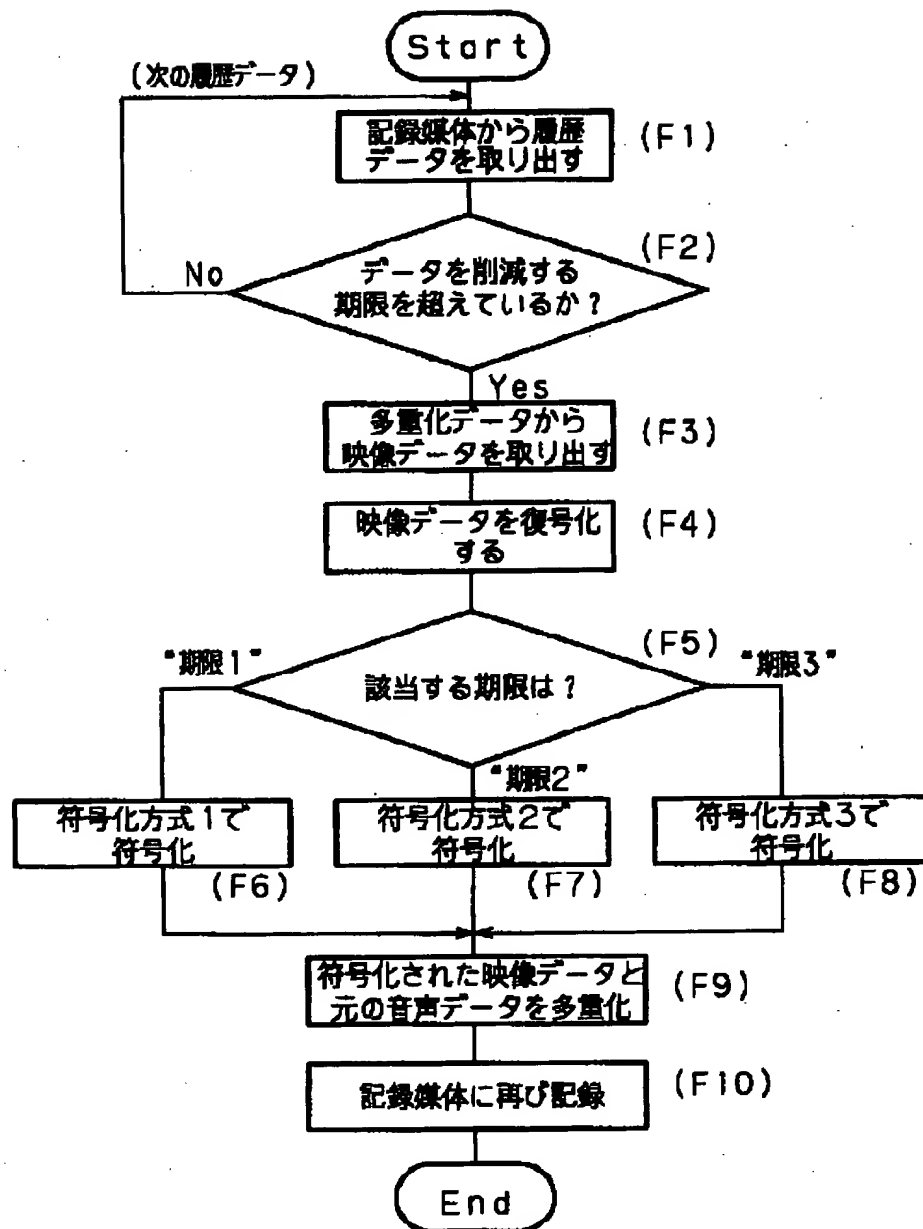 Start
(次の履歴データ)
記録媒体から履歴
データを取り出す
(F1)
(F2)
データを削減する
期限を超えているか?
No
Yes
多重化データから
映像データを取り出す
(F3)
映像データを復号化
する
(F4)
(F5)
"期限1"
"期限3"
該当する期限は?
"期限2"
符号化方式1で
符号化
(F6)
符号化方式2で
符号化
(F7)
符号化方式3で
符号化
(F8)
符号化された映像データと
元の音声データを多重化
(F9)
記録媒体に再び記録
(F10)
End